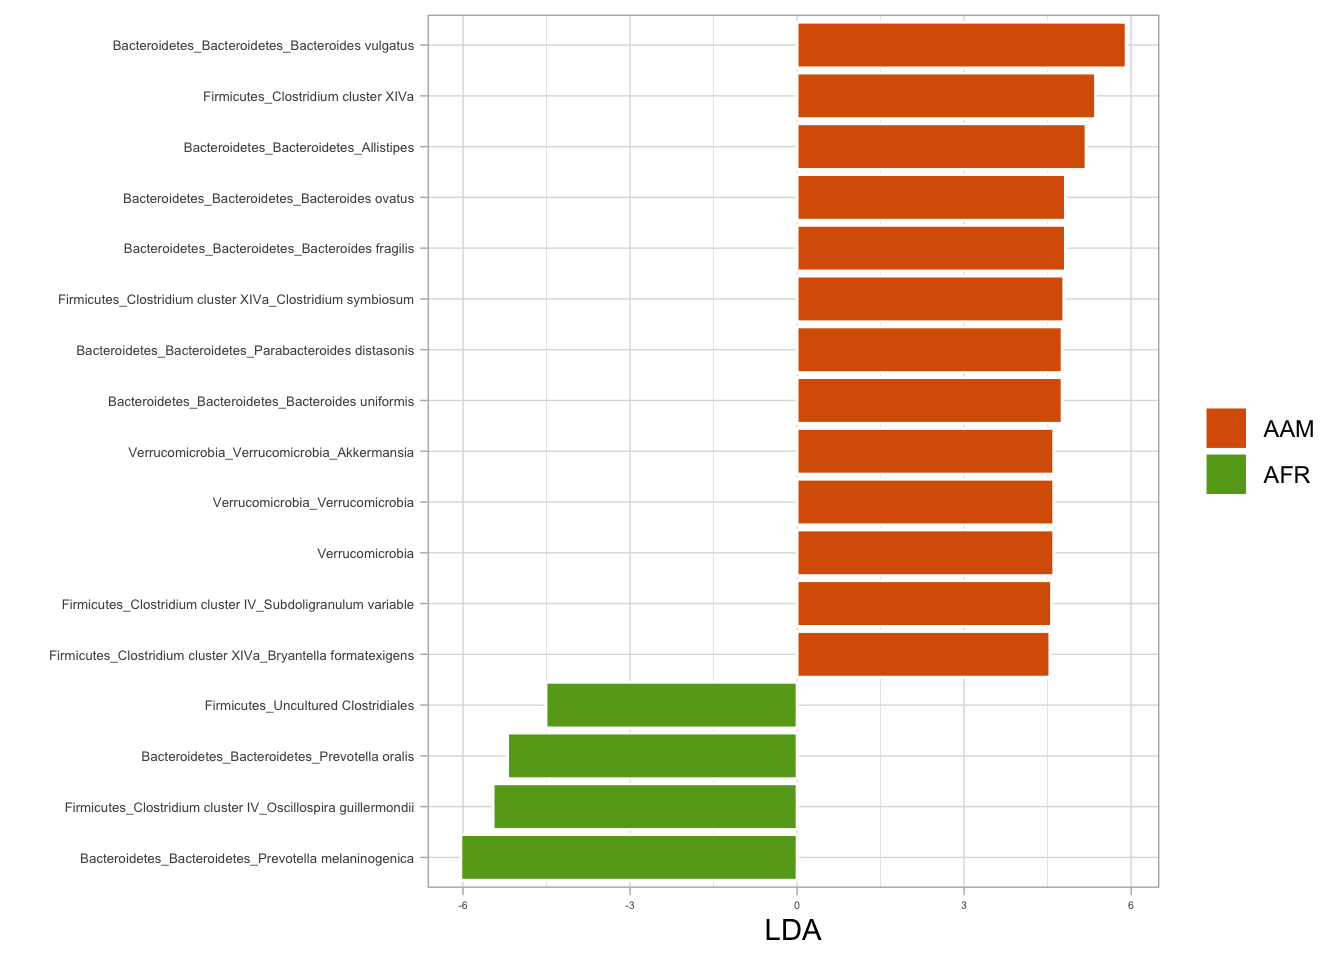 Bacteroidetes_Bacteroidetes_Bacteroides vulgatus
Firmicutes_Clostridium cluster XIVa
Bacteroidetes_Bacteroidetes_Allistipes
Bacteroidetes_Bacteroidetes_Bacteroides ovatus
Bacteroidetes_Bacteroidetes_Bacteroides fragilis
Firmicutes_Clostridium cluster XIVa_Clostridium symbiosum
Bacteroidetes_Bacteroidetes_Parabacteroides distasonis
Bacteroidetes_Bacteroidetes_Bacteroides uniformis
Verrucomicrobia_Verrucomicrobia_Akkermansia
Verrucomicrobia_Verrucomicrobia
Verrucomicrobia
Firmicutes_Clostridium cluster IV_Subdoligranulum variable
Firmicutes_Clostridium cluster XIVa_Bryantella formatexigens
Firmicutes_Uncultured Clostridiales
Bacteroidetes_Bacteroidetes_Prevotella oralis
Firmicutes_Clostridium cluster IV_Oscillospira guillermondii
Bacteroidetes_Bacteroidetes_Prevotella melaninogenica
-6 -3 0 3 6
LDA
AAM
AFR